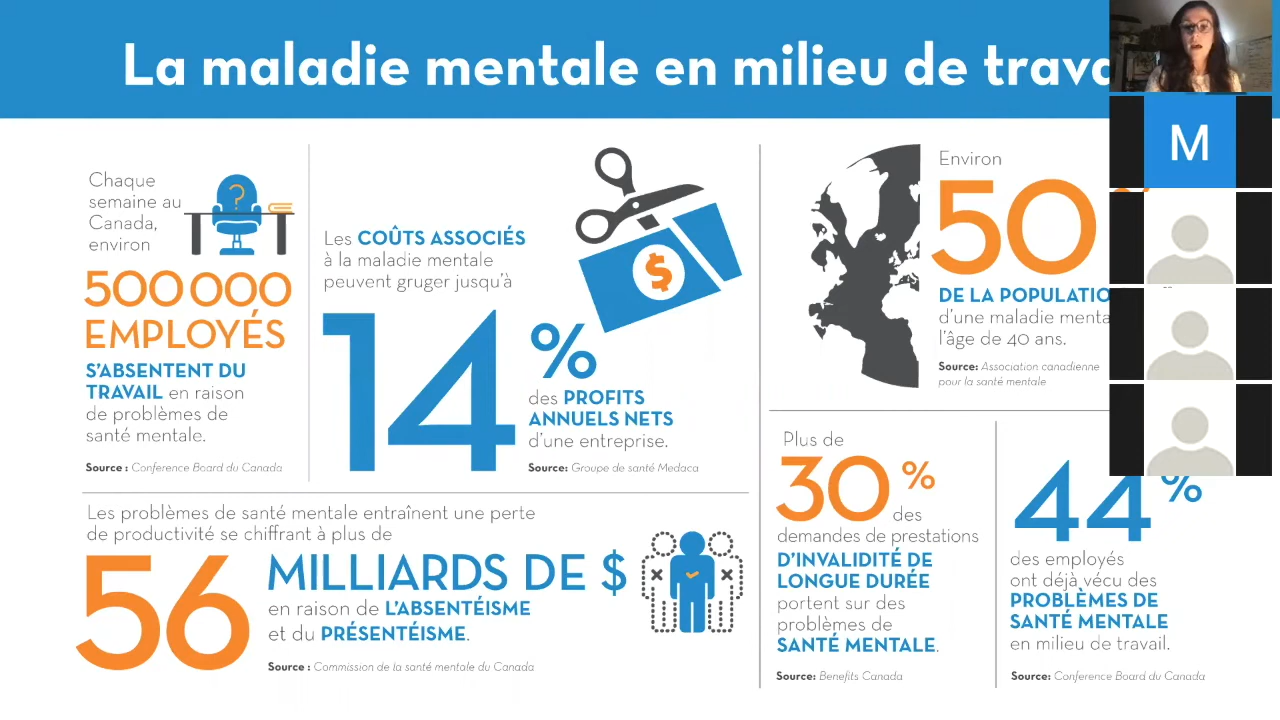 La maladie mentale en milieu de trava
Chaque
semaine au
Canada,
environ
?
500 000
EMPLOYÉS
S'ABSENTENT DU
TRAVAIL en raison
de problèmes de
santé mentale.
Source : Conference Board du Canada
Les COÛTS ASSOCIÉS
à la maladie mentale
peuvent gruger jusqu'à
$
14 %
des PROFITS
ANNUELS NETS
d'une entreprise.
Source: Groupe de santé Medaca
Environ
50
DE LA POPULATIO
d'une maladie menta
l'âge de 40 ans.
Source: Association canadienne
pour la santé mentale
M
Les problèmes de santé mentale entraînent une perte
de productivité se chiffrant à plus de
56 MILLIARDS DE $
en raison de L'ABSENTÉISME
et du PRÉSENTÉISME.
Source : Commission de la santé mentale du Canada
Plus de
30 %
des
demandes de prestations
D'INVALIDITÉ DE
LONGUE DURÉE
portent sur des
problèmes de
SANTÉ MENTALE.
Source: Benefits Canada
44 %
des employés
ont déjà vécu des
PROBLÈMES DE
SANTÉ MENTALE
en milieu de travail.
Source: Conference Board du Canada